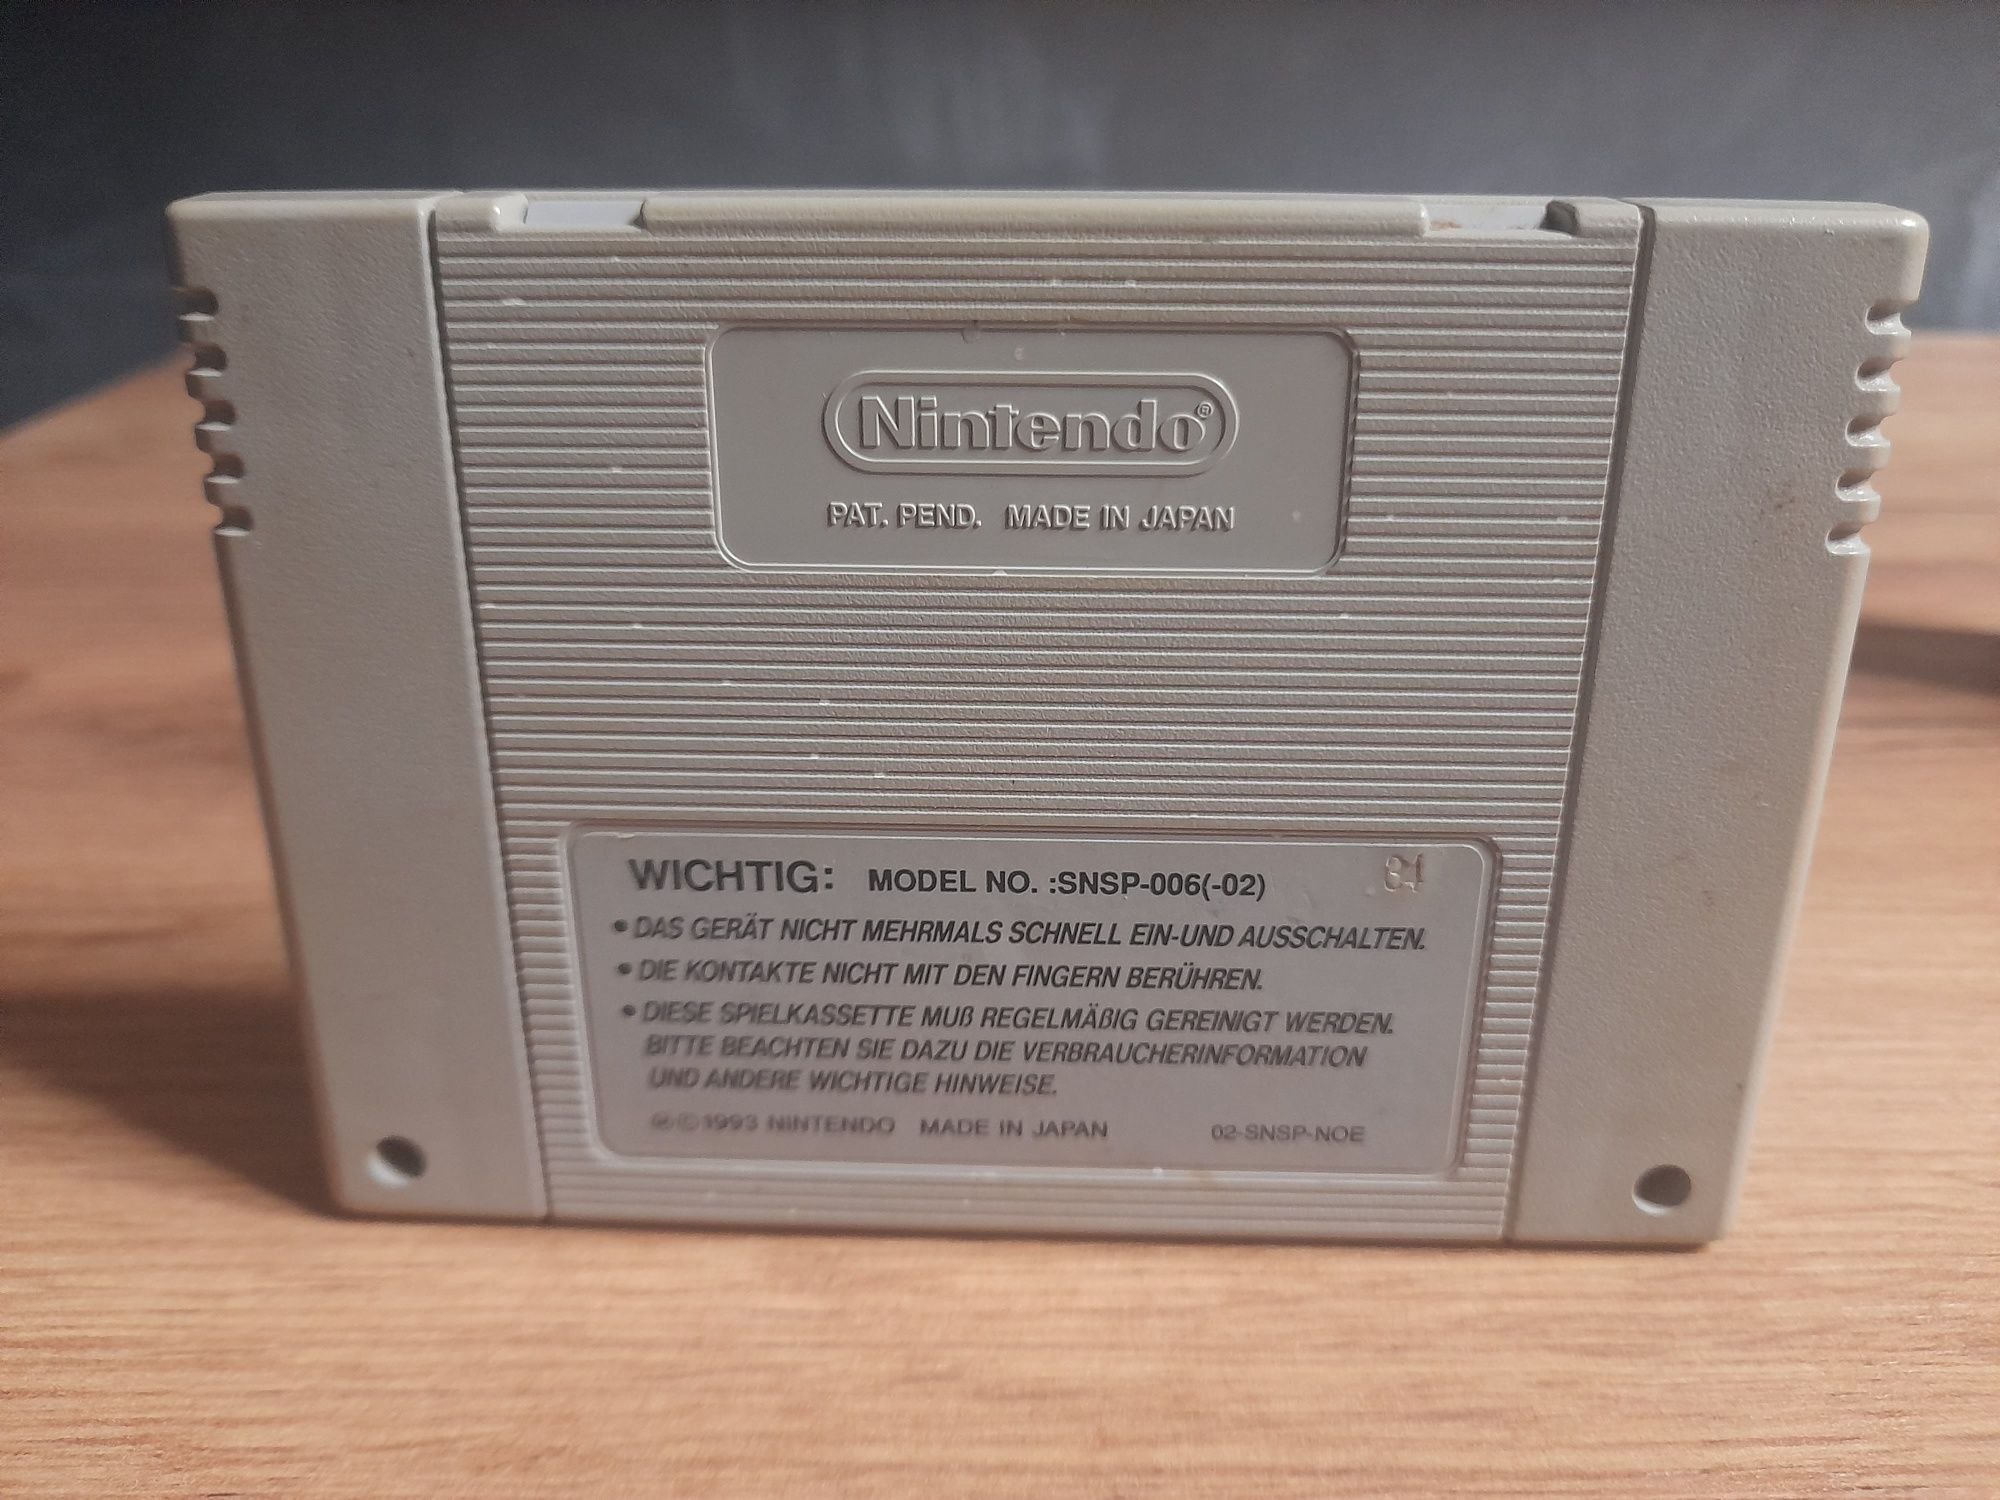 Nintendo®
PAT. PEND. MADE IN JAPAN
WICHTIG: MODEL NO. :SNSP-006(-02)
84
• DAS GERÄT NICHT MEHRMALS SCHNELL EIN-UND AUSSCHALTEN.
• DIE KONTAKTE NICHT MIT DEN FINGERN BERÜHREN.
• DIESE SPIELKASSETTE MUß REGELMÄßIG GEREINIGT WERDEN.
BITTE BEACHTEN SIE DAZU DIE VERBRAUCHERINFORMATION
UND ANDERE WICHTIGE HINWEISE.
©1993 NINTENDO MADE IN JAPAN 02-SNSP-NOE